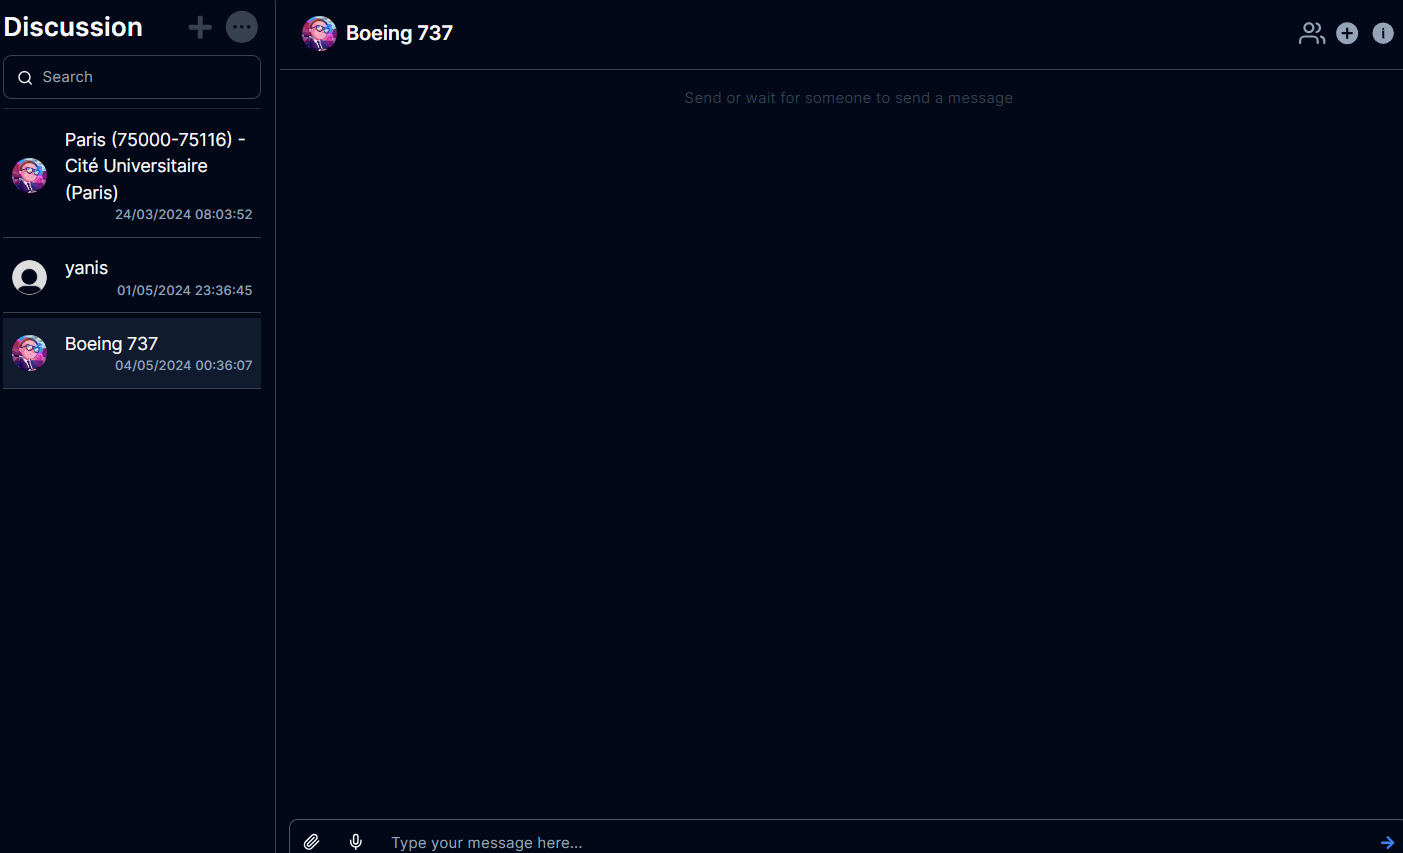 Discussion
Search
Paris (75000-75116) -
Cité Universitaire
(Paris)
24/03/2024 08:03:52
yanis
01/05/2024 23:36:45
Boeing 737
04/05/2024 00:36:07
Boeing 737
Send or wait for someone to send a message
Type your message here...